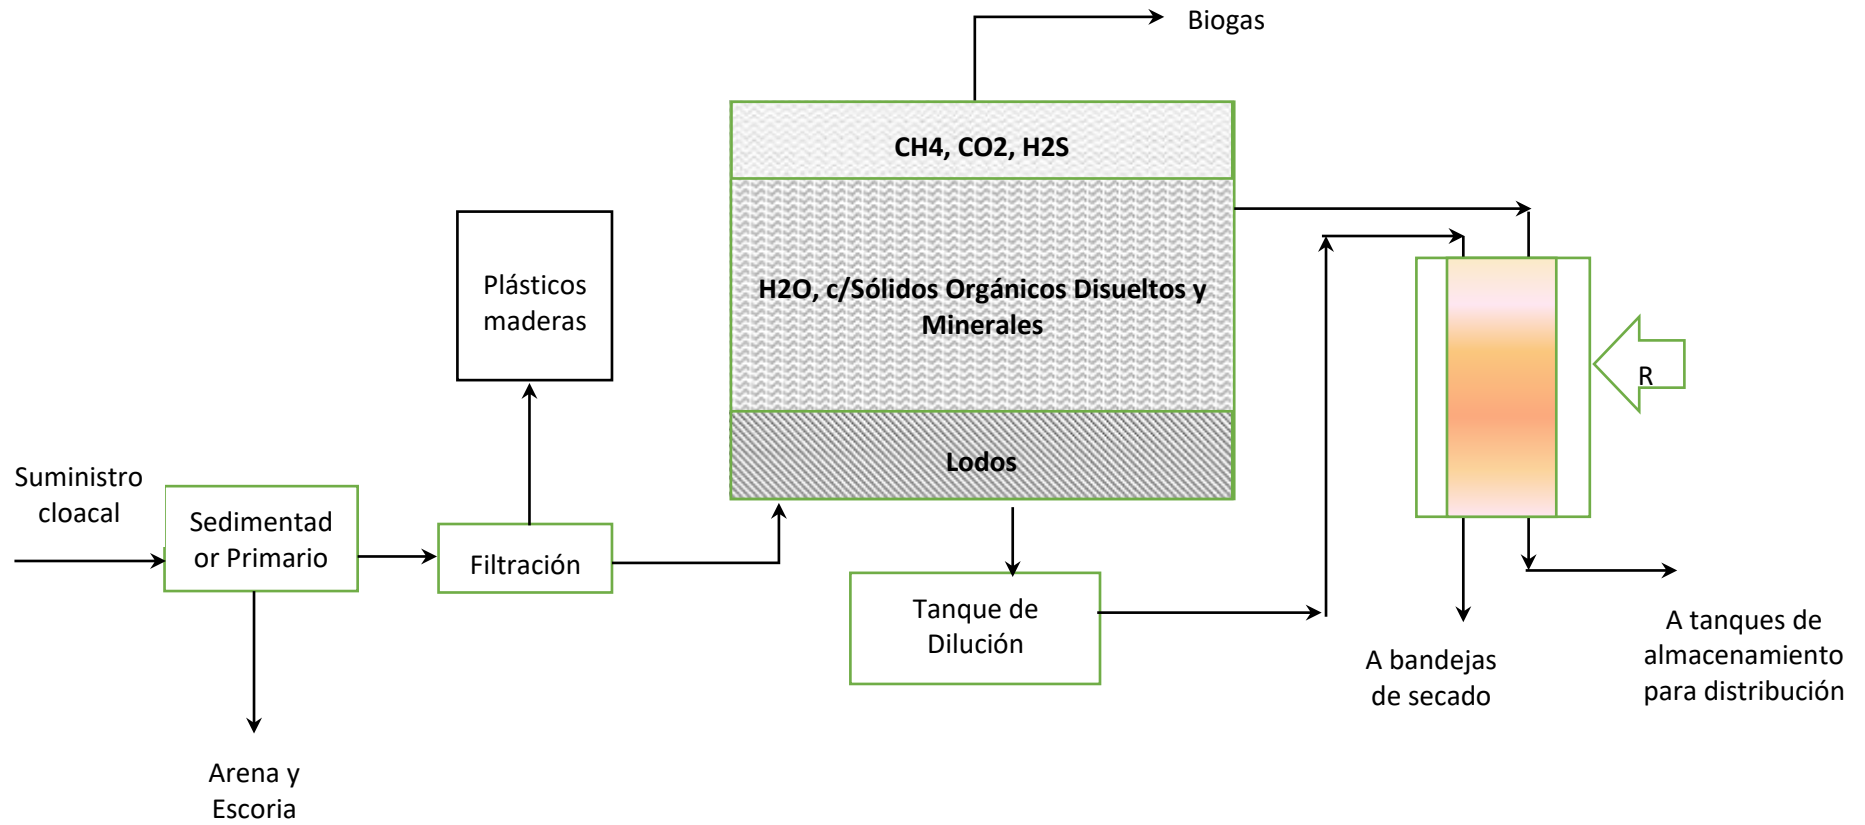 Biogas
CH4, CO2, H2S
Plásticos
maderas
H2O, c/Sólidos Orgánicos Disueltos y
Minerales
R
Lodos
Suministro
cloacal
Sedimentad
or Primario
Filtración
Tanque de
Dilución
A bandejas
de secado
A tanques de
almacenamiento
para distribución
Arena y
Escoria